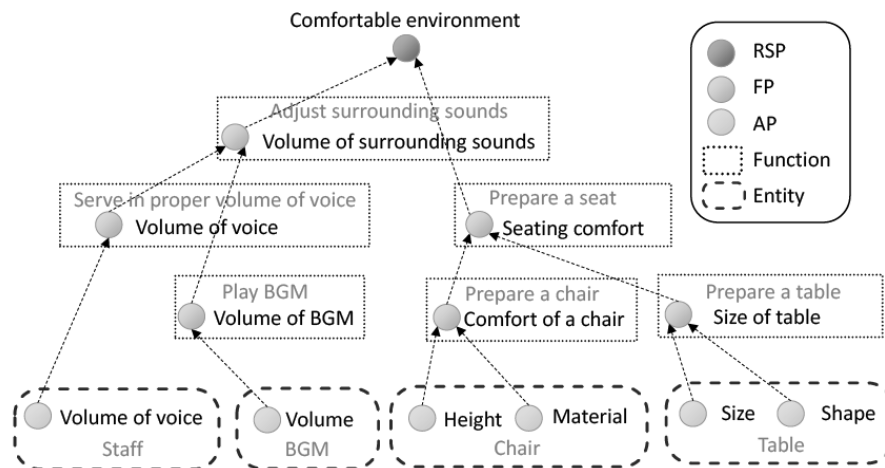 Comfortable environment
Adjust surrounding sounds
Volume of surrounding sounds
Serve in proper volume of voice
Volume of voice
Prepare a seat
Seating comfort
Play BGM
Volume of BGM
Prepare a chair
Comfort of a chair
Prepare a table
Size of table
Volume of voice
Staff
Volume
BGM
Height
Material
Chair
Size
Shape
Table
RSP
FP
AP
Function
Entity